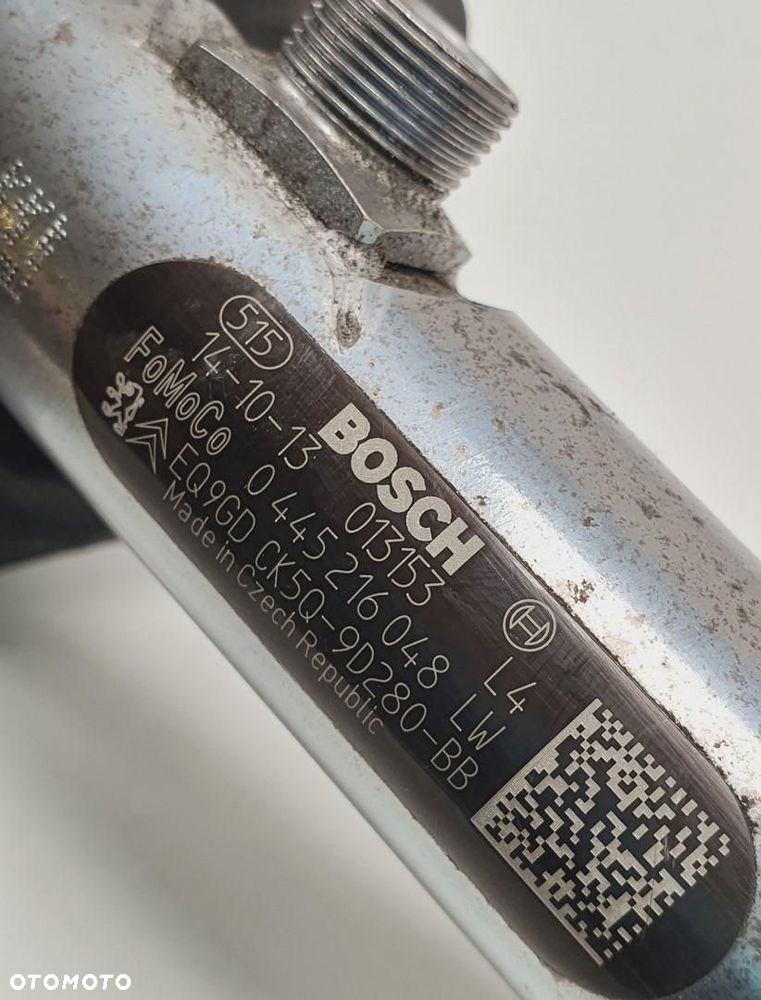 515
BOSCH
14-10-13 013153 L4
FoMoCo 0 445 216 048 LW
EQ9GD CK5Q-9D280-BB
Made in Czech Republic
OTOMOTO